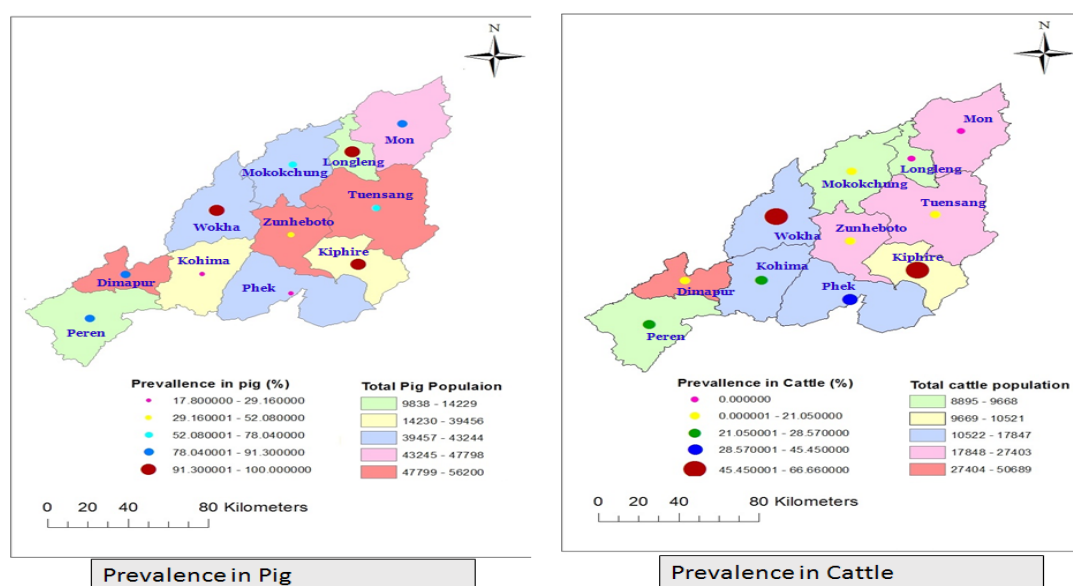 N
Mon
Longleng
Mokokchung
Tuensang
Wokha
Zunheboto
Kiphire
Kohima
Dimapur
Phek
Peren
Prevallence in pig (%)
17.800000 - 29.160000
29.160001 - 52.080000
52.080001 - 78.040000
78.040001 - 91.300000
91.300001 - 100.000000
Total Pig Populaion
9838 - 14229
14230 - 39456
39457 - 43244
43245 - 47798
47799 - 56200
0 20 40 80 Kilometers
Prevalence in Pig
N
Mon
Longleng
Mokokchung
Tuensang
Wokha
Zunheboto
Kiphire
Kohima
Phek
Dimapur
Peren
Prevallence in Cattle (%)
0.000000
0.000001 - 21.050000
21.050001 - 28.570000
28.570001 - 45.450000
45.450001 - 66.660000
Total cattle population
8895 - 9668
9669 - 10521
10522 - 17847
17848 - 27403
27404 - 50689
0 20 40 80 Kilometers
Prevalence in Cattle